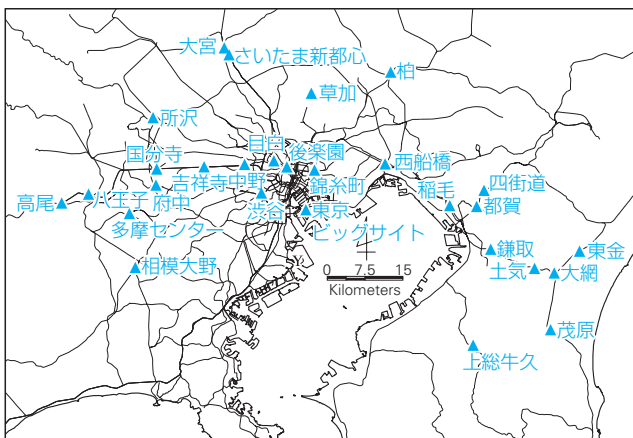 大宮
さいたま新都心
柏
草加
所沢
目白
国分寺
後楽園
西船橋
吉祥寺
中野
錦糸町
四街道
稲毛
高尾
八王子
府中
渋谷
東京
ビッグサイト
都賀
多摩センター
鎌取
東金
相模大野
土気
大網
0 7.5 15
Kilometers
茂原
上総牛久